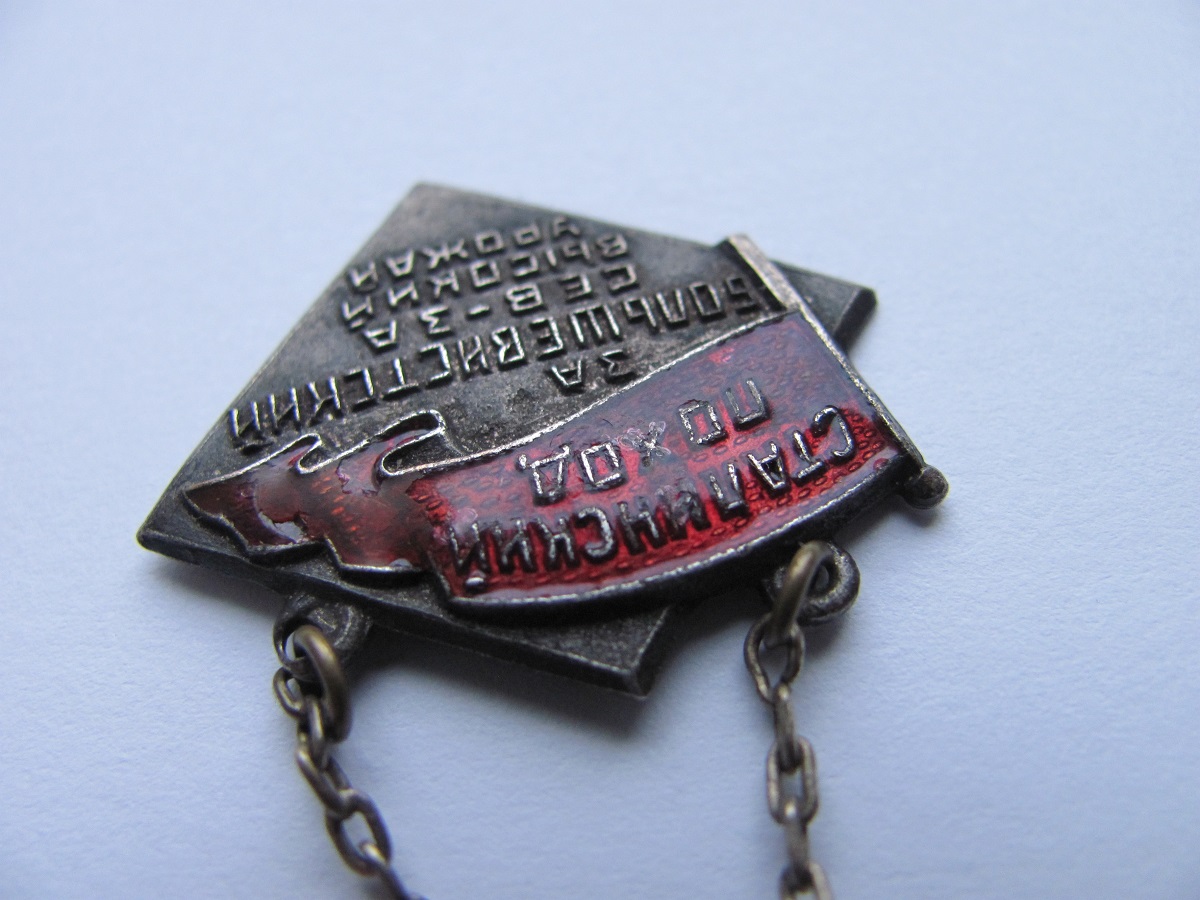 СТАЛИНСКИЙ
ПОХОД
ЗА
БОЛЬШЕВИСТСКИЙ
СЕВ-ЗА
ВЫСОКИЙ
УРОЖАЙ